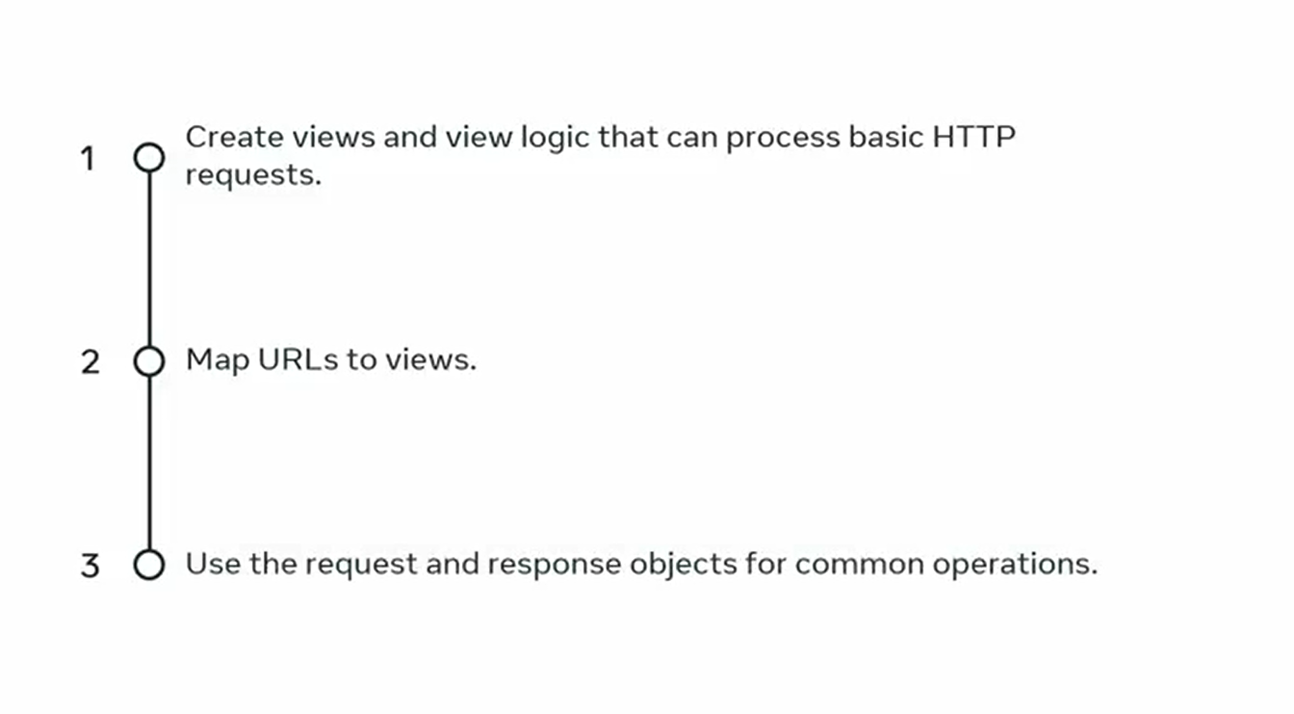 1
Create views and view logic that can process basic HTTP
requests.
2
Map URLs to views.
3
Use the request and response objects for common operations.